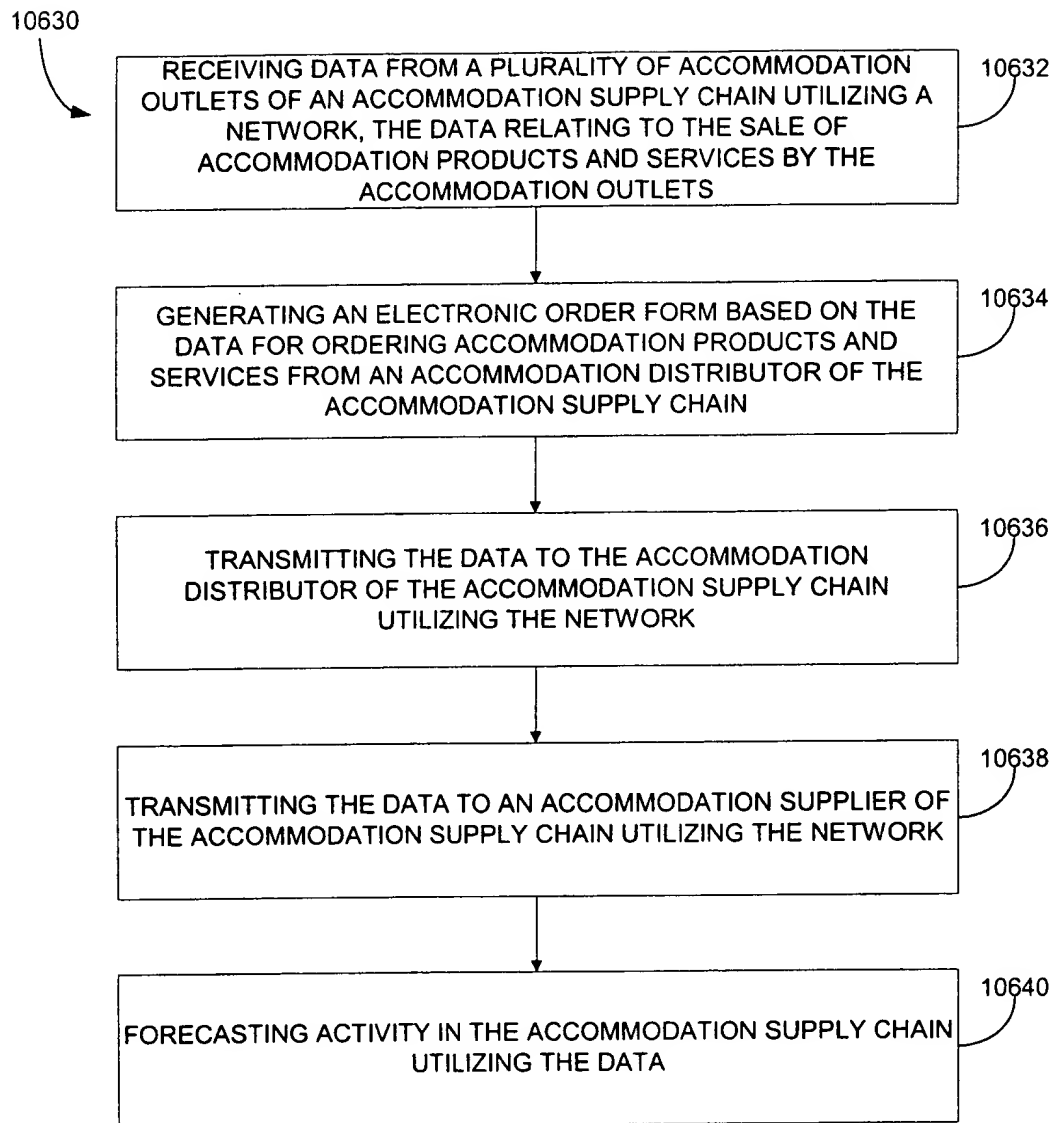 10630
RECEIVING DATA FROM A PLURALITY OF ACCOMMODATION
OUTLETS OF AN ACCOMMODATION SUPPLY CHAIN UTILIZING A
NETWORK, THE DATA RELATING TO THE SALE OF
ACCOMMODATION PRODUCTS AND SERVICES BY THE
ACCOMMODATION OUTLETS
10632
GENERATING AN ELECTRONIC ORDER FORM BASED ON THE
DATA FOR ORDERING ACCOMMODATION PRODUCTS AND
SERVICES FROM AN ACCOMMODATION DISTRIBUTOR OF THE
ACCOMMODATION SUPPLY CHAIN
10634
TRANSMITTING THE DATA TO THE ACCOMMODATION
DISTRIBUTOR OF THE ACCOMMODATION SUPPLY CHAIN
UTILIZING THE NETWORK
10636
TRANSMITTING THE DATA TO AN ACCOMMODATION SUPPLIER OF
THE ACCOMMODATION SUPPLY CHAIN UTILIZING THE NETWORK
10638
FORECASTING ACTIVITY IN THE ACCOMMODATION SUPPLY CHAIN
UTILIZING THE DATA
10640